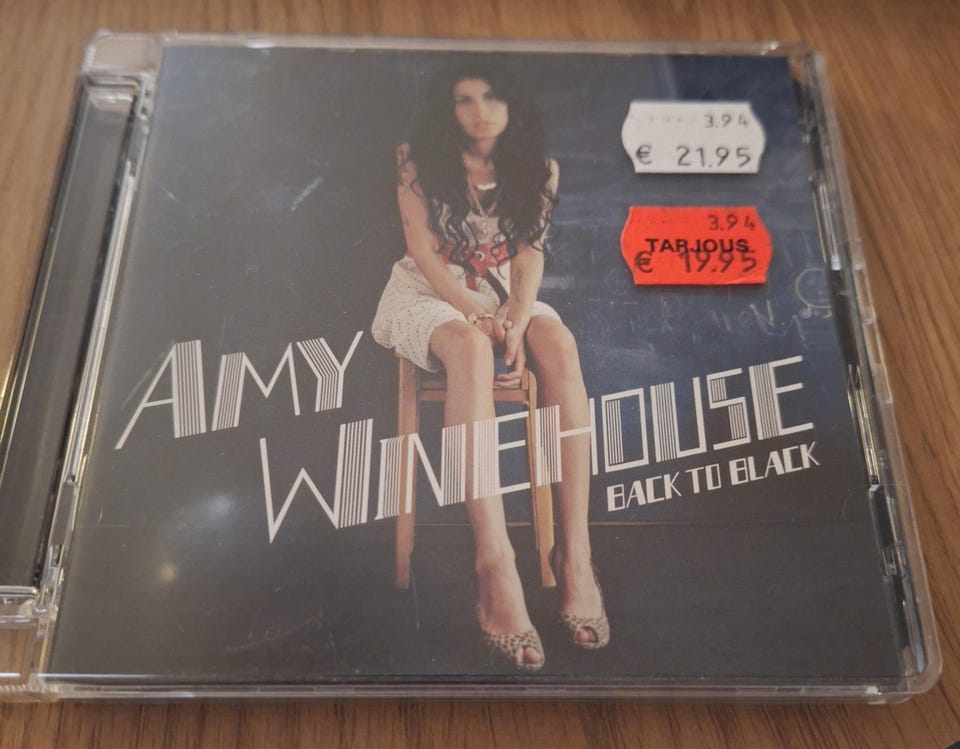 3.94
€ 21.95
3.94
TARJOUS
€ 19.95
AMY
WINEHOUSE
BACK TO BLACK